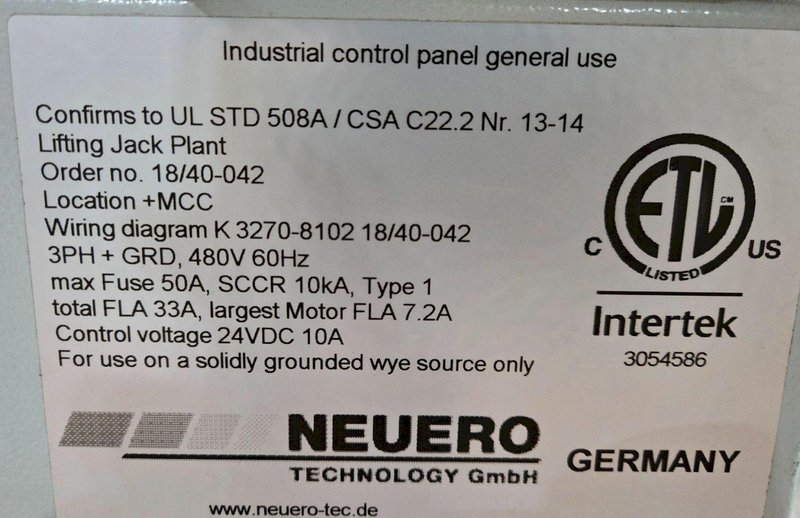 Industrial control panel general use
Confirms to UL STD 508A / CSA C22.2 Nr. 13-14
Lifting Jack Plant
Order no. 18/40-042
Location +MCC
Wiring diagram K 3270-8102 18/40-042
3PH + GRD, 480V 60Hz
max Fuse 50A, SCCR 10kA, Type 1
total FLA 33A, largest Motor FLA 7.2A
Control voltage 24VDC 10A
For use on a solidly grounded wye source only
ETL CM
C US
LISTED
Intertek
3054586
NEUERO
TECHNOLOGY GmbH
GERMANY
www.neuero-tec.de